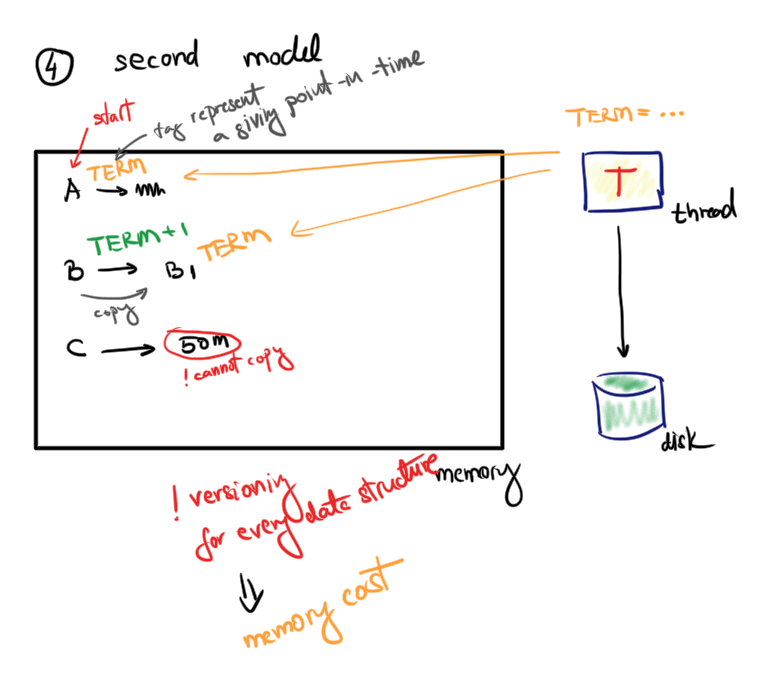 4 second model
start
tag represent
a giving point-in-time
TERM = ...
TERM
A
T
thread
TERM+1
TERM
B B1
copy
C 50M
! cannot copy
disk
memory
! versioning
for every data structure
memory cost